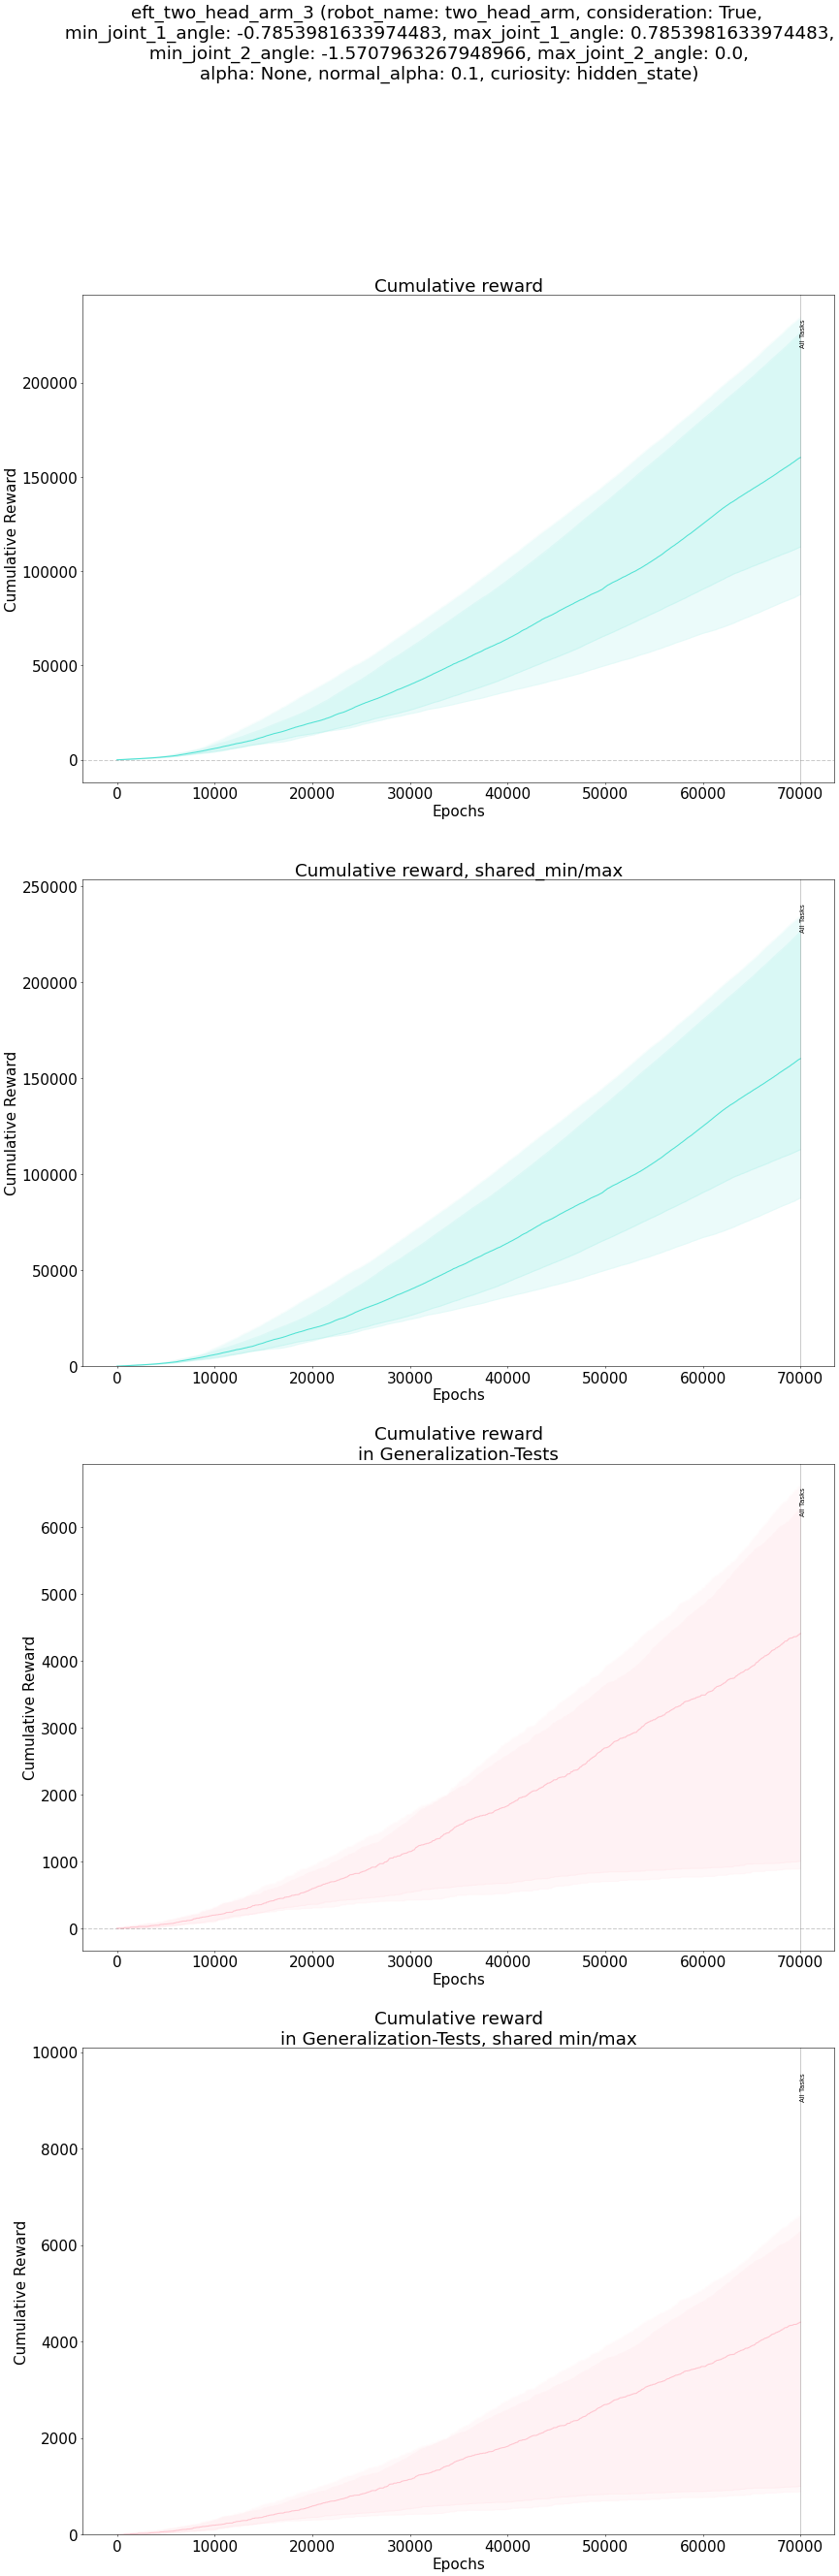 eft_two_head_arm_3 (robot_name: two_head_arm, consideration: True,
min_joint_1_angle: -0.7853981633974483, max_joint_1_angle: 0.7853981633974483,
min_joint_2_angle: -1.5707963267948966, max_joint_2_angle: 0.0,
alpha: None, normal_alpha: 0.1, curiosity: hidden_state)
Cumulative reward
All Tasks
200000
150000
100000
50000
0
Cumulative Reward
0 10000 20000 30000 40000 50000 60000 70000
Epochs
Cumulative reward, shared_min/max
All Tasks
250000
200000
150000
100000
50000
0
Cumulative Reward
0 10000 20000 30000 40000 50000 60000 70000
Epochs
Cumulative reward
in Generalization-Tests
All Tasks
6000
5000
4000
3000
2000
1000
0
Cumulative Reward
0 10000 20000 30000 40000 50000 60000 70000
Epochs
Cumulative reward
in Generalization-Tests, shared min/max
All Tasks
10000
8000
6000
4000
2000
0
Cumulative Reward
0 10000 20000 30000 40000 50000 60000 70000
Epochs